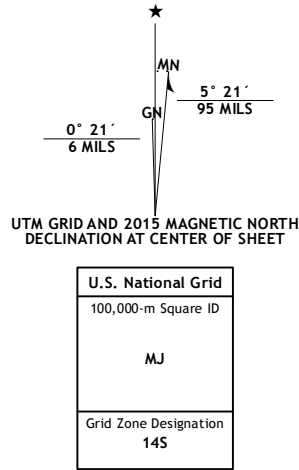 ★
MN
GN
5° 21´
95 MILS
0° 21´
6 MILS
UTM GRID AND 2015 MAGNETIC NORTH
DECLINATION AT CENTER OF SHEET
U.S. National Grid
100,000-m Square ID
MJ
Grid Zone Designation
14S